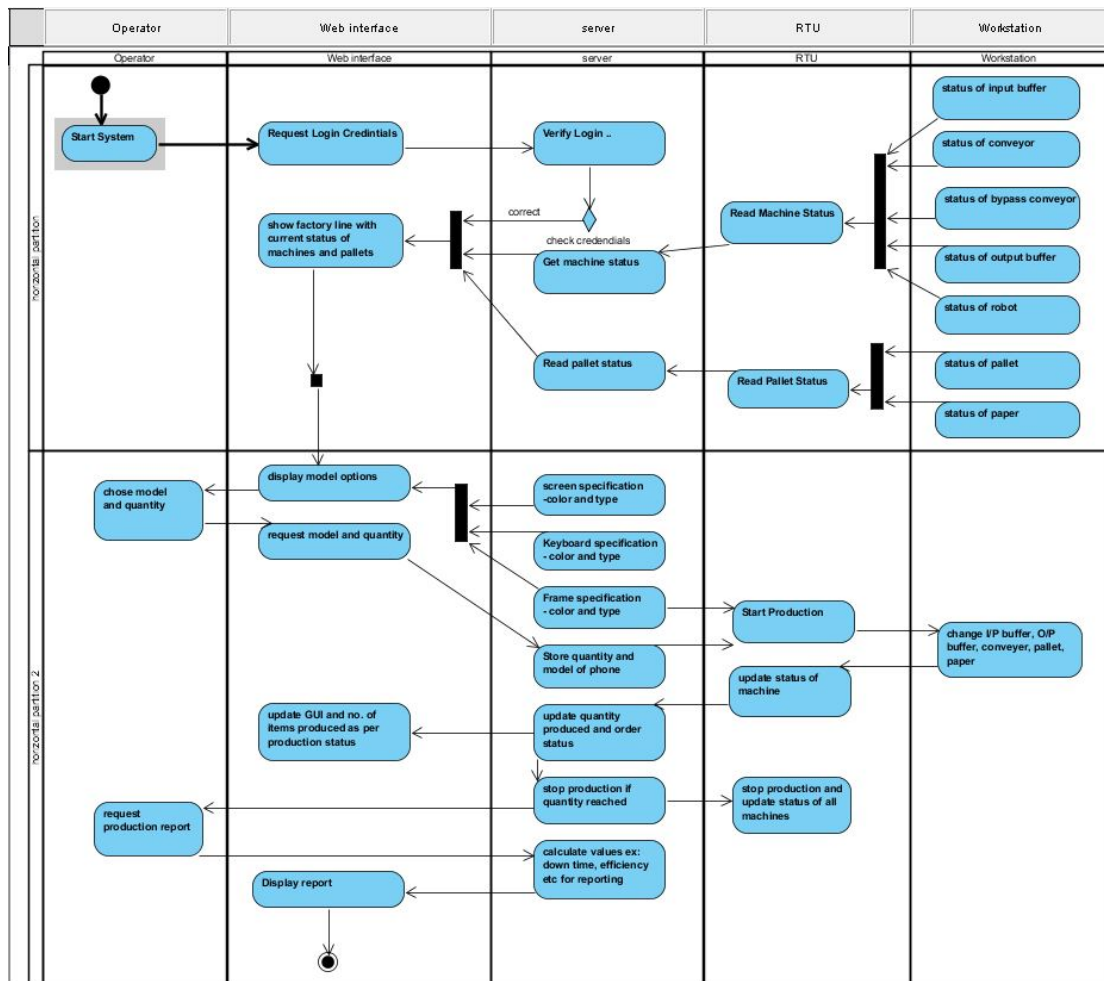 Operator
Web interface
server
RTU
Workstation
Operator
Web interface
server
RTU
Workstation
horizontal partition
Start System
Request Login Credintials
Verify Login ..
status of input buffer
status of conveyor
status of bypass conveyor
status of output buffer
status of robot
Read Machine Status
correct
check credendials
show factory line with
current status of
machines and pallets
Get machine status
Read pallet status
Read Pallet Status
status of pallet
status of paper
horizontal partition 2
display model options
chose model
and quantity
request model and quantity
screen specification
-color and type
Keyboard specification
- color and type
Frame specification
- color and type
Start Production
change I/P buffer, O/P
buffer, conveyer, pallet,
paper
Store quantity and
model of phone
update status of
machine
update GUI and no. of
items produced as per
production status
update quantity
produced and order
status
stop production if
quantity reached
stop production and
update status of all
machines
request
production report
calculate values ex:
down time, efficiency
etc for reporting
Display report